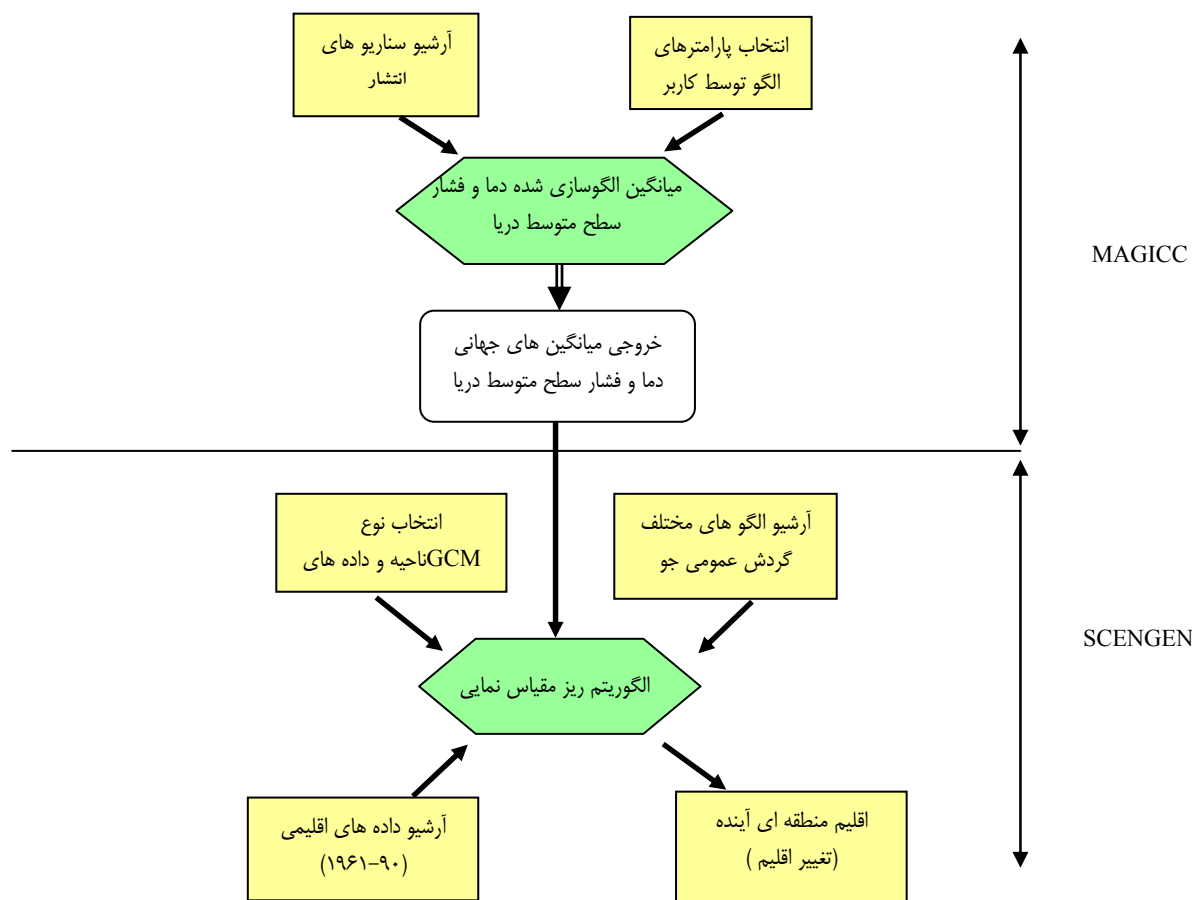 آرشیو سناریو های
انتشار
انتخاب پارامترهای
الگو توسط کاربر
میانگین الگوسازی شده دما و فشار
سطح متوسط دریا
MAGICC
خروجی میانگین های جهانی
دما و فشار سطح متوسط دریا
انتخاب نوع
GCMناحیه و داده های
آرشیو الگو های مختلف
گردش عمومی جو
SCENGEN
الگوریتم ریز مقیاس نمایی
آرشیو داده های اقلیمی
(۱۹۶۱-۹۰)
اقلیم منطقه ای آینده
(تغییر اقلیم )